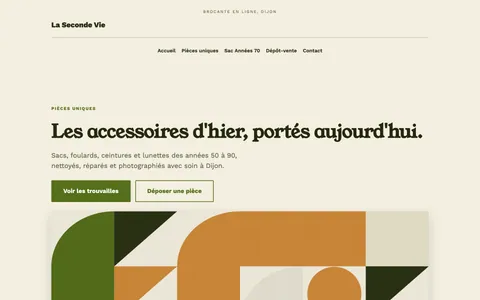 BROCANTE EN LIGNE, DIJON
La Seconde Vie
Accueil Pièces uniques Sac Années 70 Dépôt-vente Contact
PIÈCES UNIQUES
Les accessoires d'hier, portés aujourd'hui.
Sacs, foulards, ceintures et lunettes des années 50 à 90,
nettoyés, réparés et photographiés avec soin à Dijon.
Voir les trouvailles Déposer une pièce